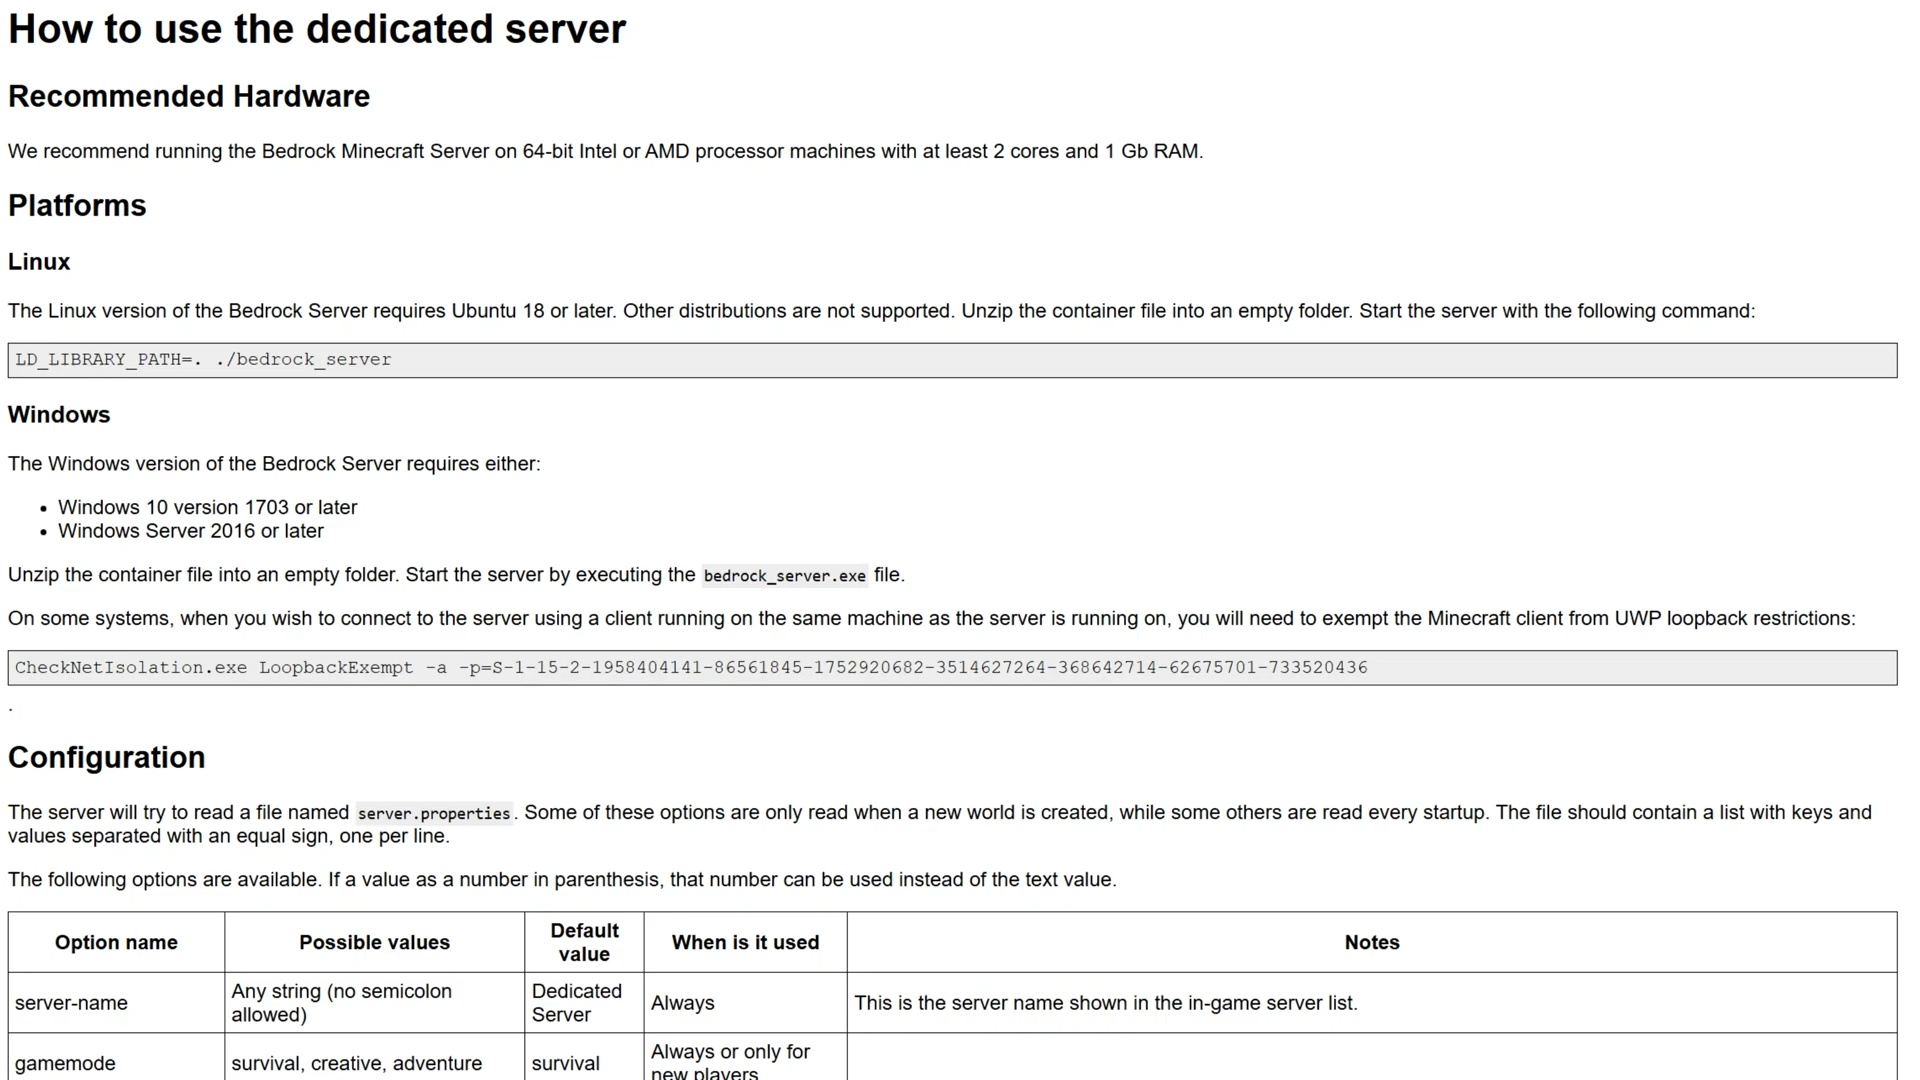 How to use the dedicated server
Recommended Hardware
We recommend running the Bedrock Minecraft Server on 64-bit Intel or AMD processor machines with at least 2 cores and 1 Gb RAM.
Platforms
Linux
The Linux version of the Bedrock Server requires Ubuntu 18 or later. Other distributions are not supported. Unzip the container file into an empty folder. Start the server with the following command:
LD_LIBRARY_PATH=. ./bedrock_server
Windows
The Windows version of the Bedrock Server requires either:
• Windows 10 version 1703 or later
• Windows Server 2016 or later
Unzip the container file into an empty folder. Start the server by executing the bedrock_server.exe file.
On some systems, when you wish to connect to the server using a client running on the same machine as the server is running on, you will need to exempt the Minecraft client from UWP loopback restrictions:
CheckNetIsolation.exe LoopbackExempt -a -p=S-1-15-2-1958404141-86561845-1752920682-3514627264-368642714-62675701-733520436
.
Configuration
The server will try to read a file named server.properties. Some of these options are only read when a new world is created, while some others are read every startup. The file should contain a list with keys and
values separated with an equal sign, one per line.
The following options are available. If a value as a number in parenthesis, that number can be used instead of the text value.
Option name Possible values Default value When is it used Notes
server-name Any string (no semicolon allowed) Dedicated Server Always This is the server name shown in the in-game server list.
gamemode survival, creative, adventure survival Always or only for new players